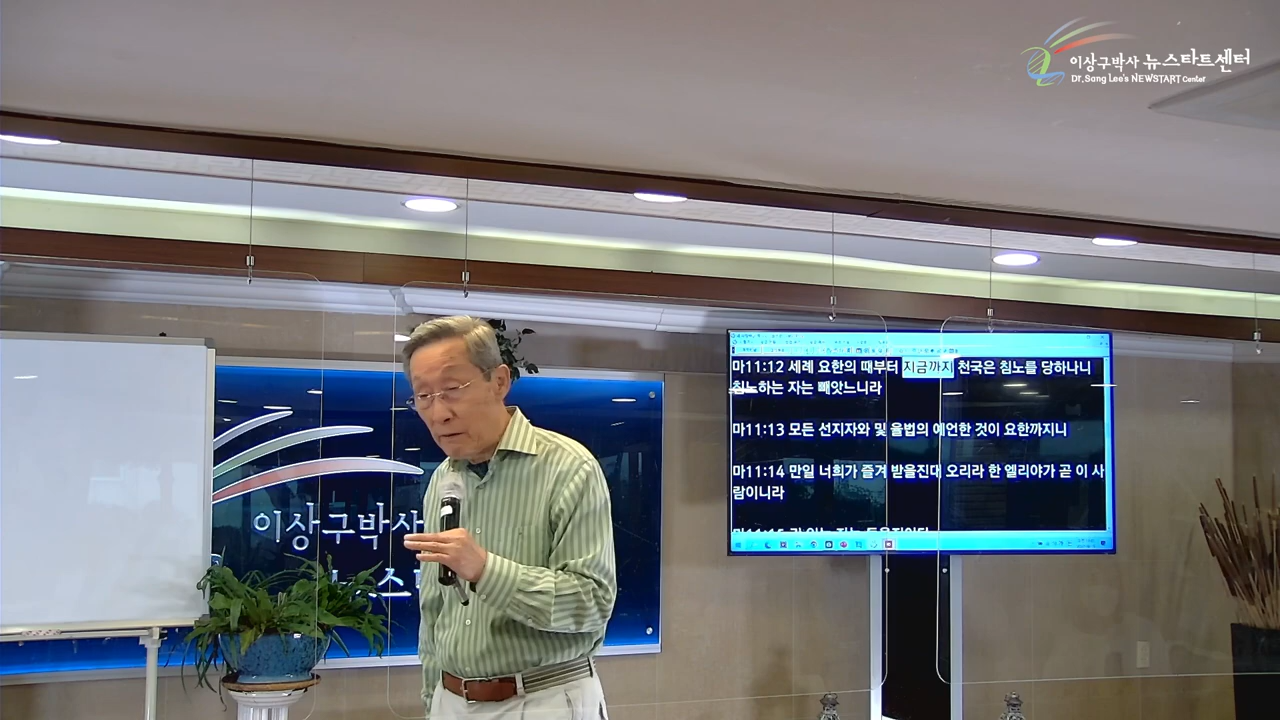 이상구박사 뉴스타트센터
Dr. Sang Lee's NEWSTART Center
마11:12 세례 요한의 때부터 지금까지 천국은 침노를 당하나니
침노하는 자는 빼앗느니라
마11:13 모든 선지자와 및 율법의 예언한 것이 요한까지니
마11:14 만일 너희가 즐겨 받을진대 오리라 한 엘리야가 곧 이 사
람이니라
이상구박사